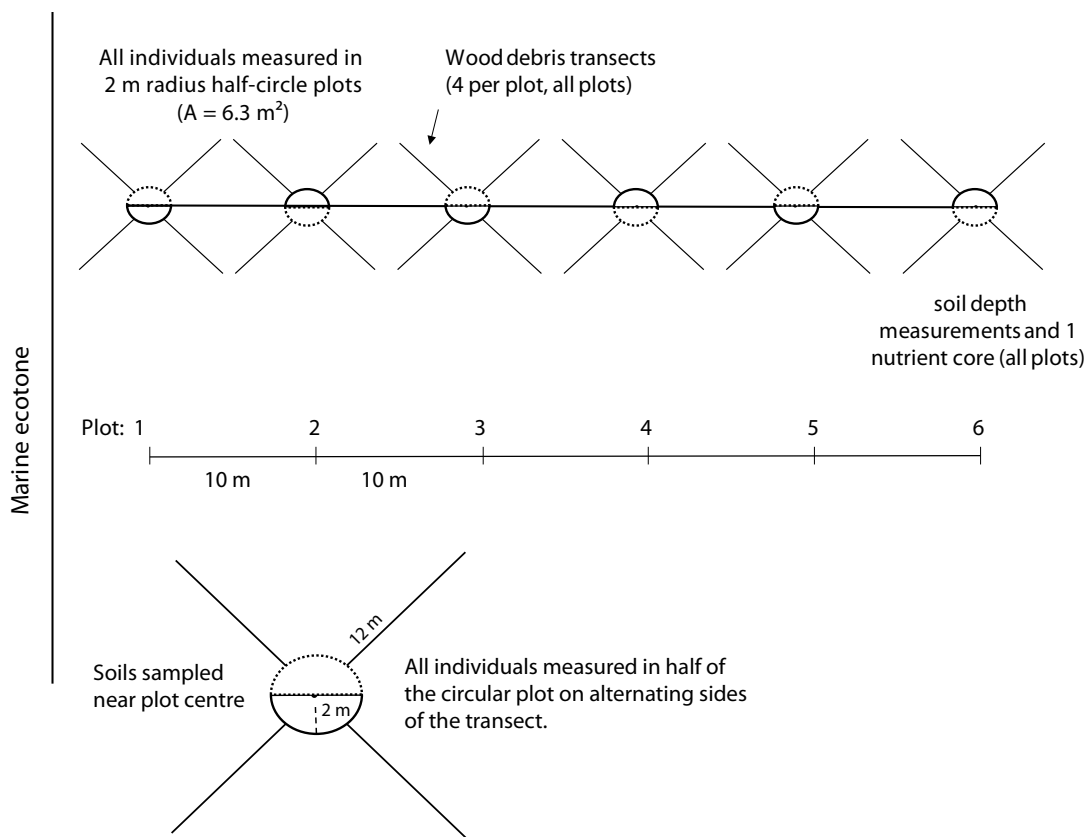 All individuals measured in
2 m radius half-circle plots
(A = 6.3 m²)
Wood debris transects
(4 per plot, all plots)
soil depth
measurements and 1
nutrient core (all plots)
Marine ecotone
Plot: 1 2 3 4 5 6
10 m 10 m
12 m
Soils sampled
near plot centre
2 m
All individuals measured in half of
the circular plot on alternating sides
of the transect.